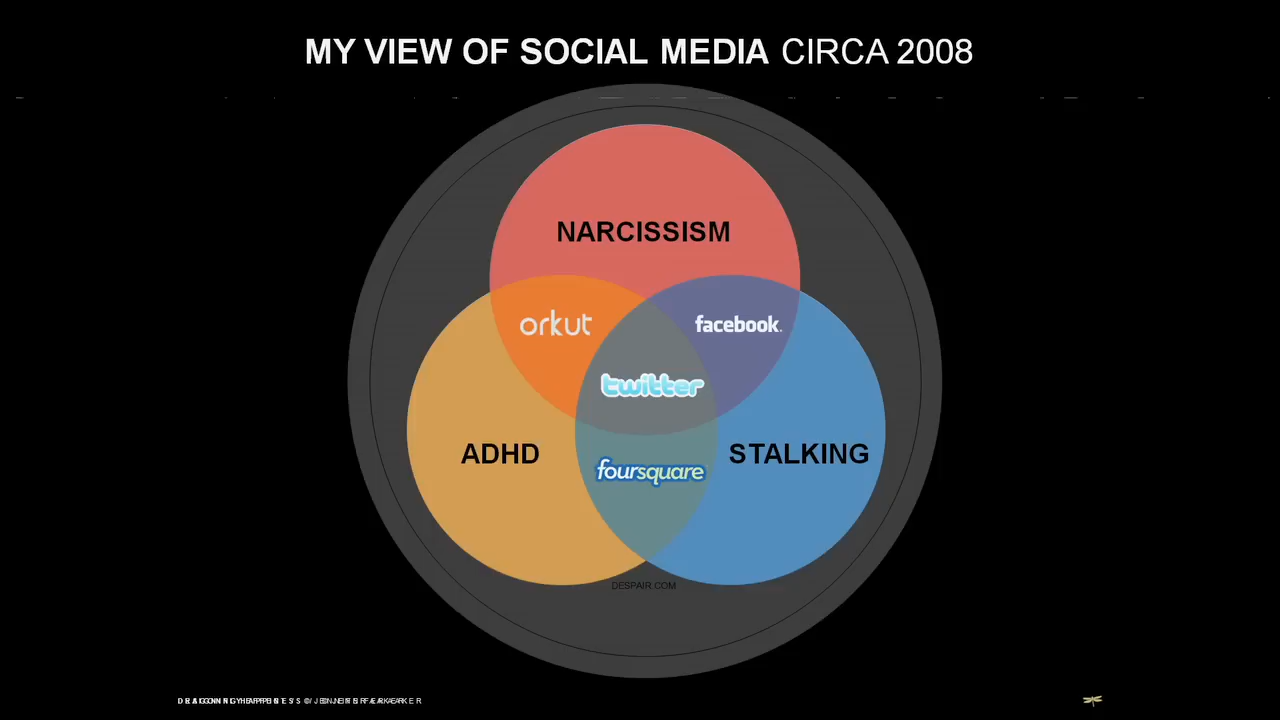 MY VIEW OF SOCIAL MEDIA CIRCA 2008
NARCISSISM
orkut
facebook.
twitter
ADHD
STALKING
foursquare
DESPAIR.COM